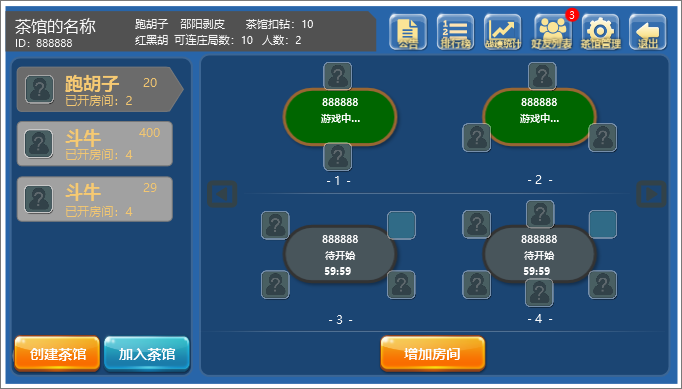 茶馆的名称
ID：888888
跑胡子 邵阳剥皮 茶馆扣钻：10
红黑胡 可连庄局数：10 人数：2
公告
排行榜
战绩统计
3
好友列表
茶馆管理
退出
跑胡子 20
已开房间：2
斗牛 400
已开房间：4
斗牛 29
已开房间：4
创建茶馆
加入茶馆
888888
游戏中...
- 1 -
888888
游戏中...
- 2 -
888888
待开始
59:59
- 3 -
888888
待开始
59:59
- 4 -
增加房间